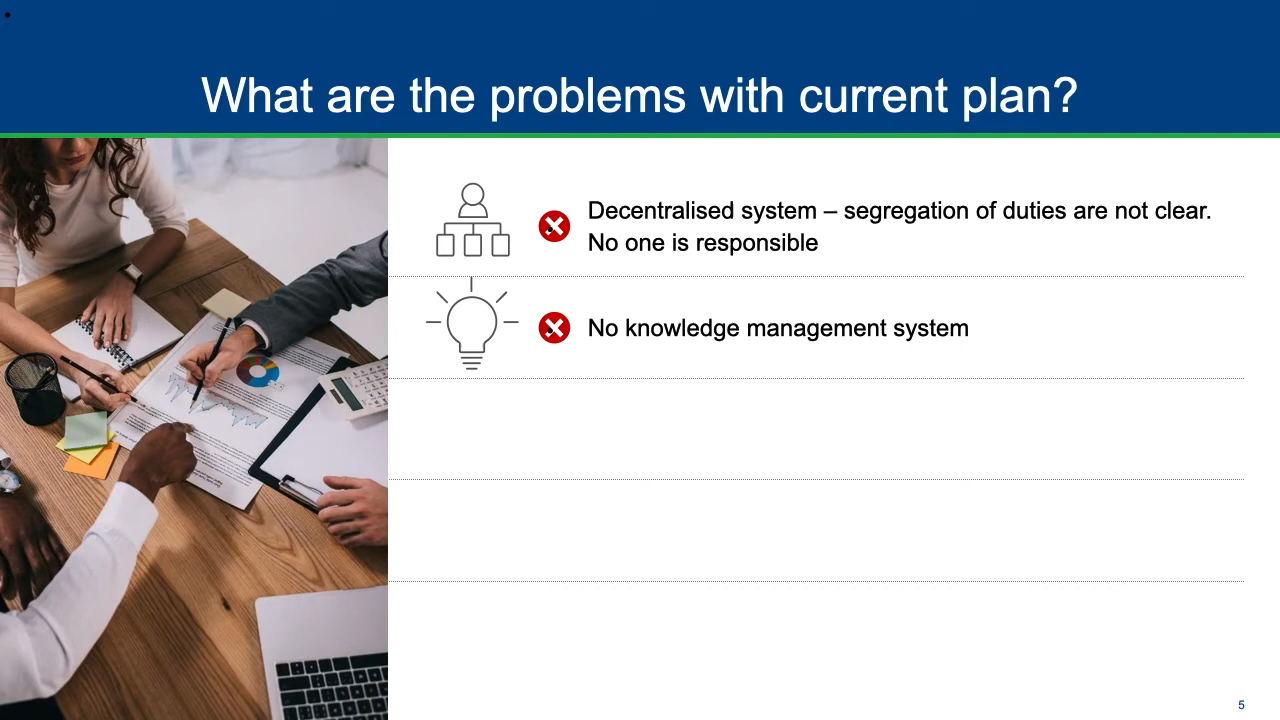 What are the problems with current plan?
Decentralised system – segregation of duties are not clear.
No one is responsible
No knowledge management system
5